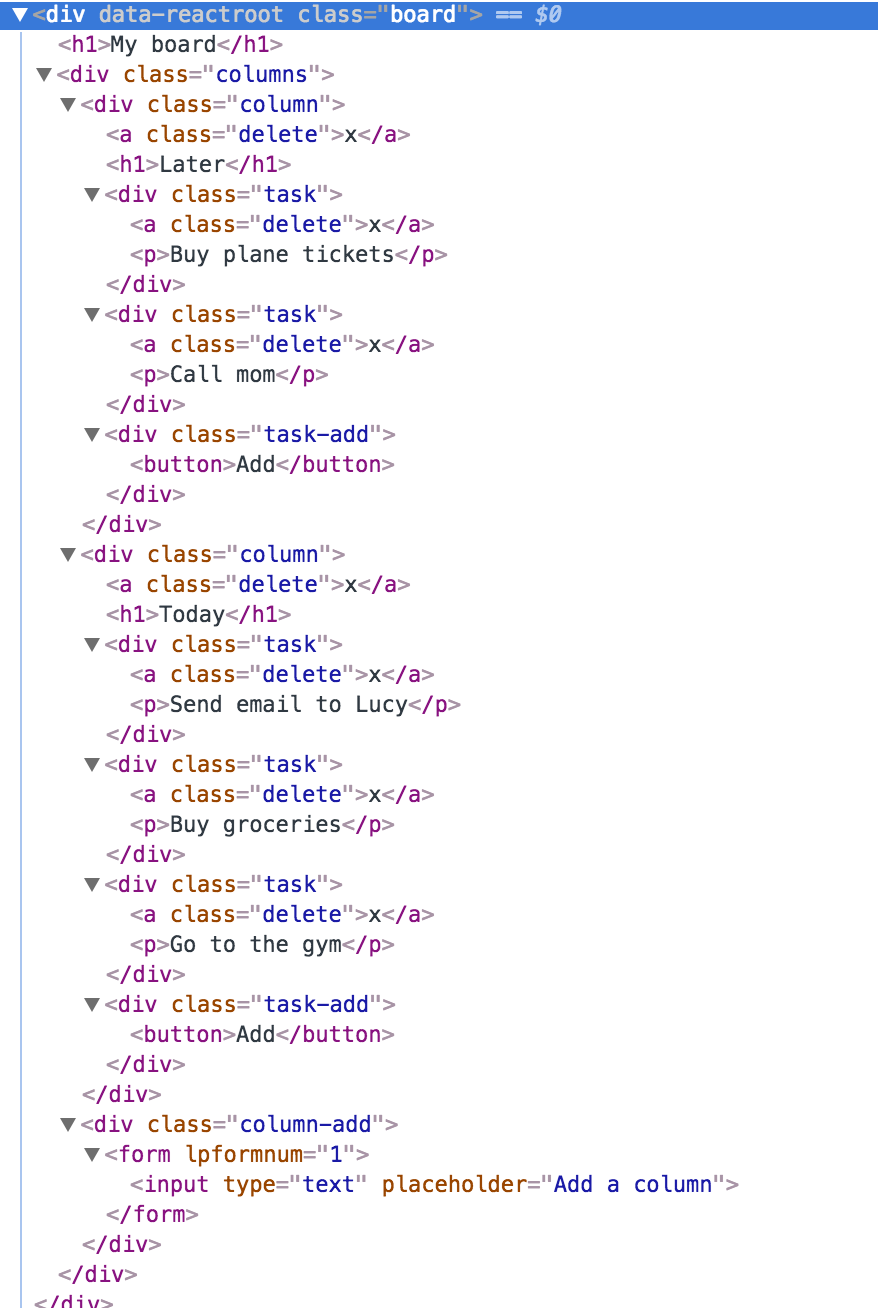 ▼<div data-reactroot class="board"> == $0
<h1>My board</h1>
▼<div class="columns">
▼<div class="column">
<a class="delete">x</a>
<h1>Later</h1>
▼<div class="task">
<a class="delete">x</a>
<p>Buy plane tickets</p>
</div>
▼<div class="task">
<a class="delete">x</a>
<p>Call mom</p>
</div>
▼<div class="task-add">
<button>Add</button>
</div>
</div>
▼<div class="column">
<a class="delete">x</a>
<h1>Today</h1>
▼<div class="task">
<a class="delete">x</a>
<p>Send email to Lucy</p>
</div>
▼<div class="task">
<a class="delete">x</a>
<p>Buy groceries</p>
</div>
▼<div class="task">
<a class="delete">x</a>
<p>Go to the gym</p>
</div>
▼<div class="task-add">
<button>Add</button>
</div>
</div>
▼<div class="column-add">
▼<form lpformnum="1">
<input type="text" placeholder="Add a column">
</form>
</div>
</div>
</div>